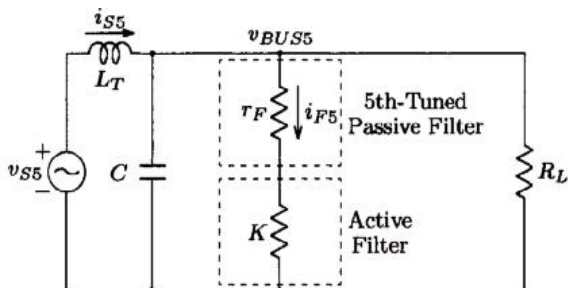 i_{S5}
v_{BUS5}
L_T
r_F
i_{F5}
5th-Tuned
Passive Filter
+
v_{S5}
−
C
R_L
K
Active
Filter